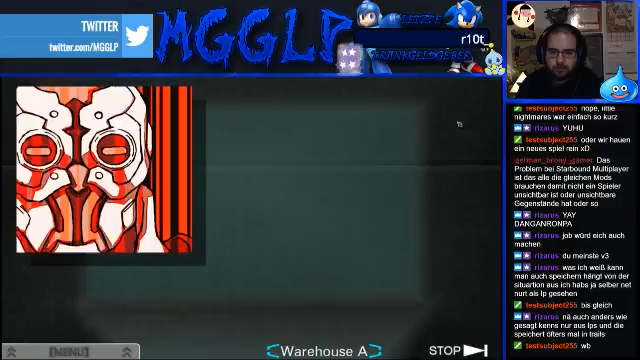 TWITTER
twitter.com/MGGLP
MGGLP
LETZTE
r10t
TRINKGELDGEBER
testsubject255 nope, little
nightmares war einfach so kurz
rizarus YUHU
testsubject255 oder wir hauen
ein neues spiel rein xD
german_brony_gamer Das
Problem bei Starbound Multiplayer
ist das alle die gleichen Mods
brauchen damit nicht ein Spieler
unsichtbar ist oder unsichtbare
Gegenstände hat oder so
rizarus YAY
DANGANRONPA
rizarus job würd eich auch
machen
rizarus du meinste v3
rizarus was ich weiß kann
man auch speichern hängt von der
situartion aus ich habs ja selber net
nurt als lp gesehen
testsubject255 bis gleich
rizarus nä auch anders wie
gesagt kenns nur aus lps und die
speichert öfters mal in trails
testsubject255 wb
[MENU]
Warehouse A
STOP